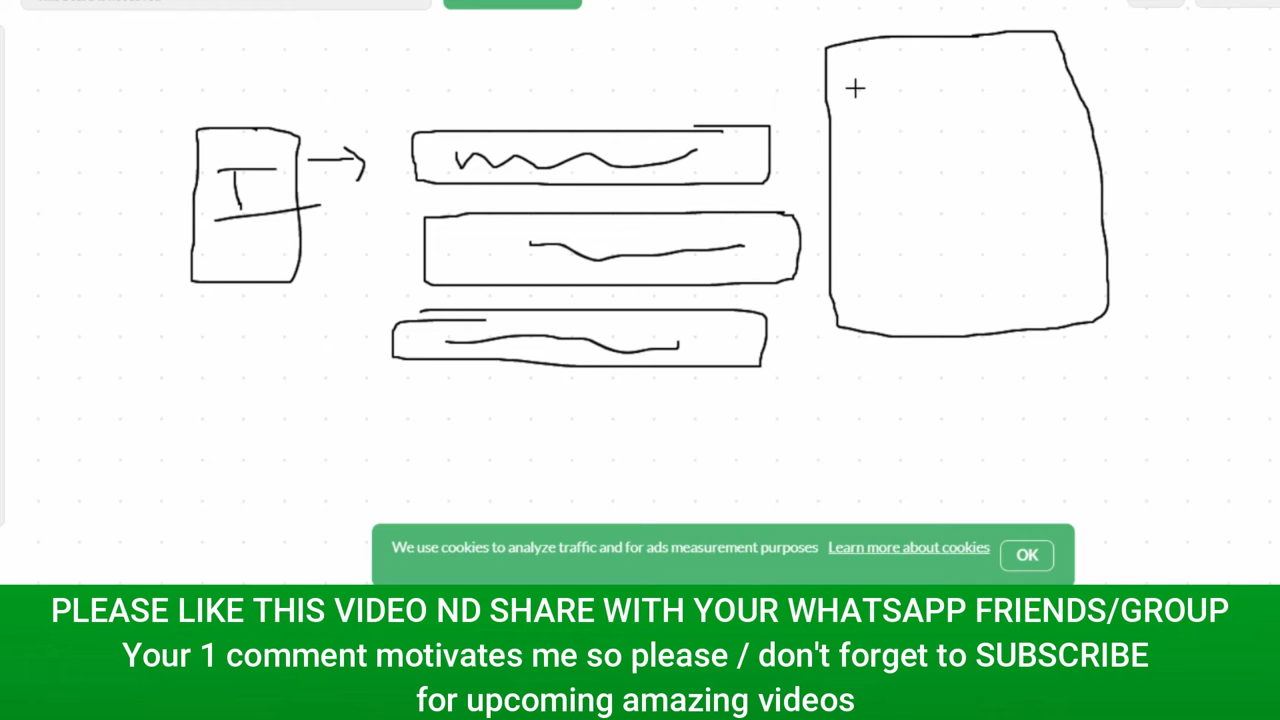 T
We use cookies to analyze traffic and for ads measurement purposes Learn more about cookies OK
PLEASE LIKE THIS VIDEO ND SHARE WITH YOUR WHATSAPP FRIENDS/GROUP
Your 1 comment motivates me so please / don't forget to SUBSCRIBE
for upcoming amazing videos